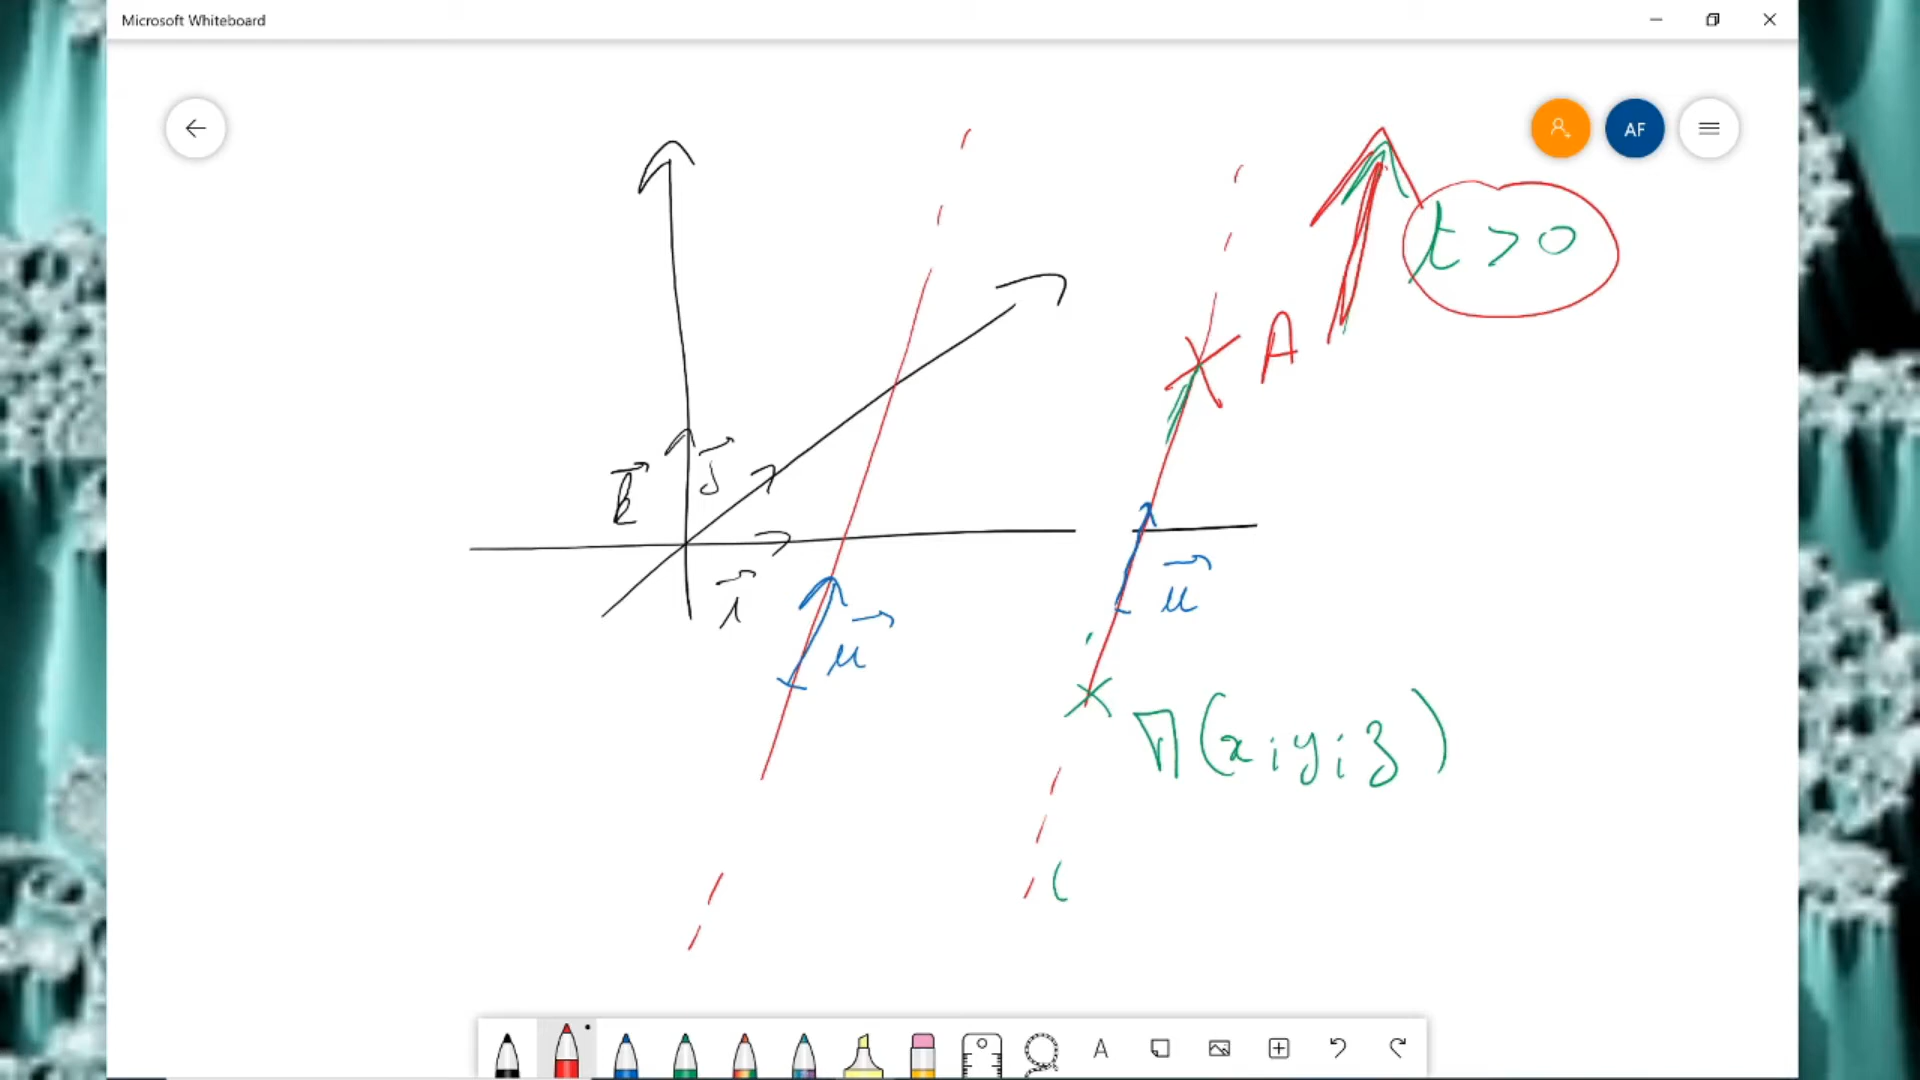 Microsoft Whiteboard
AF
t > 0
A
k⃗
j⃗
i⃗
u⃗
u⃗
M(x;y;z)
A